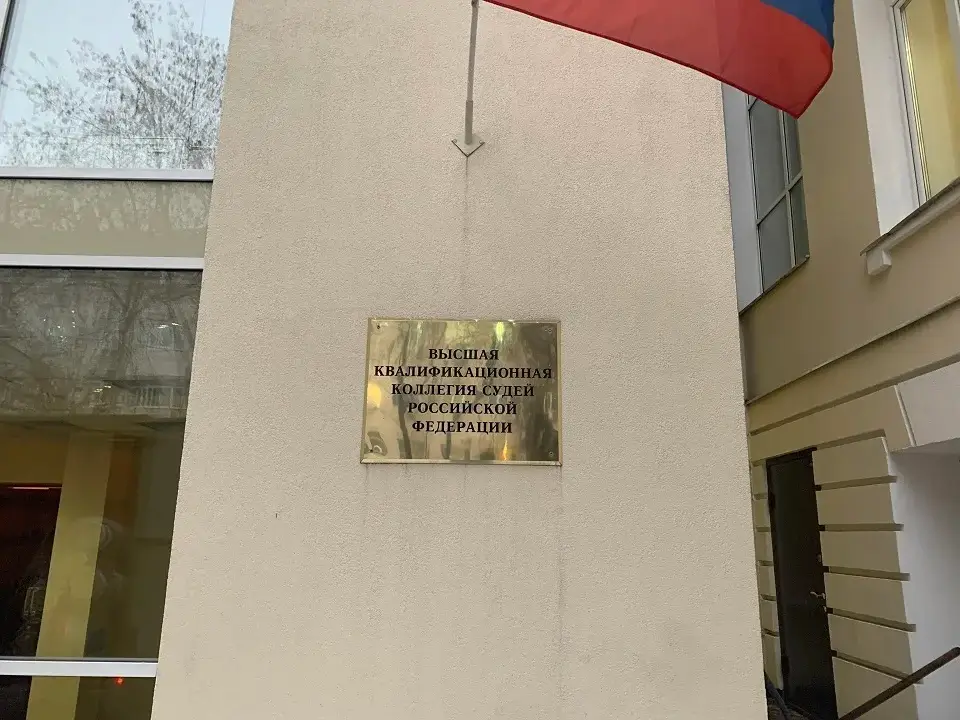 ВЫСШАЯ
КВАЛИФИКАЦИОННАЯ
КОЛЛЕГИЯ СУДЕЙ
РОССИЙСКОЙ
ФЕДЕРАЦИИ